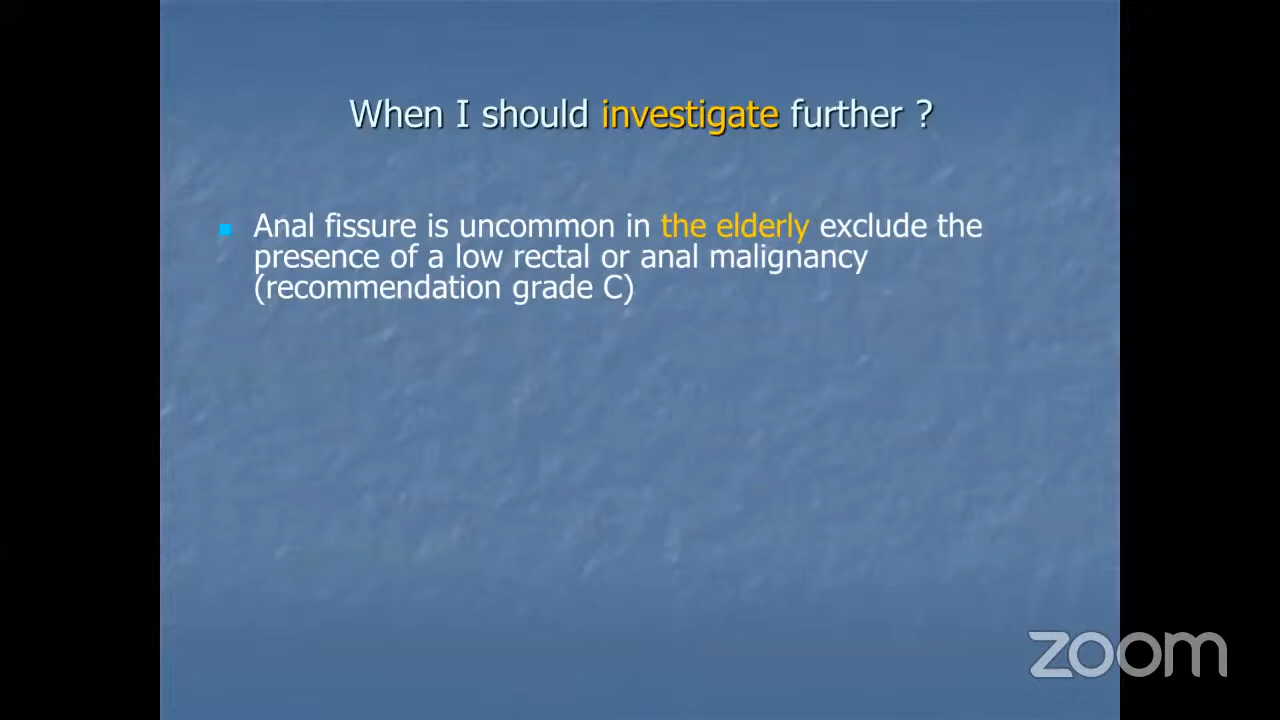 When I should investigate further ?
Anal fissure is uncommon in the elderly exclude the
presence of a low rectal or anal malignancy
(recommendation grade C)
zoom